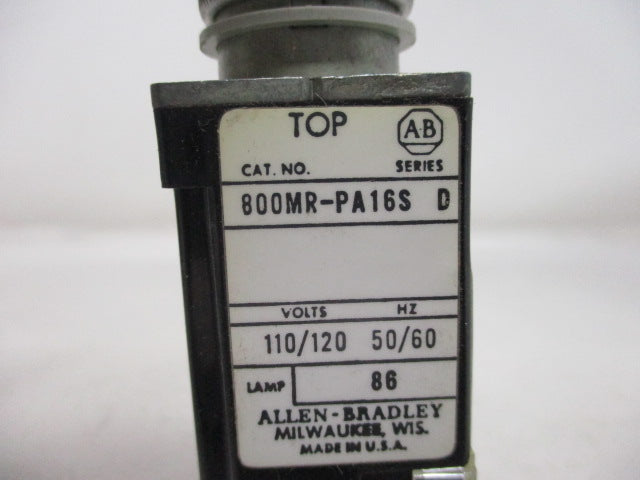 TOP A-B
CAT. NO. SERIES
800MR-PA16S D
VOLTS HZ
110/120 50/60
LAMP 86
ALLEN-BRADLEY
MILWAUKEE, WIS.
MADE IN U.S.A.